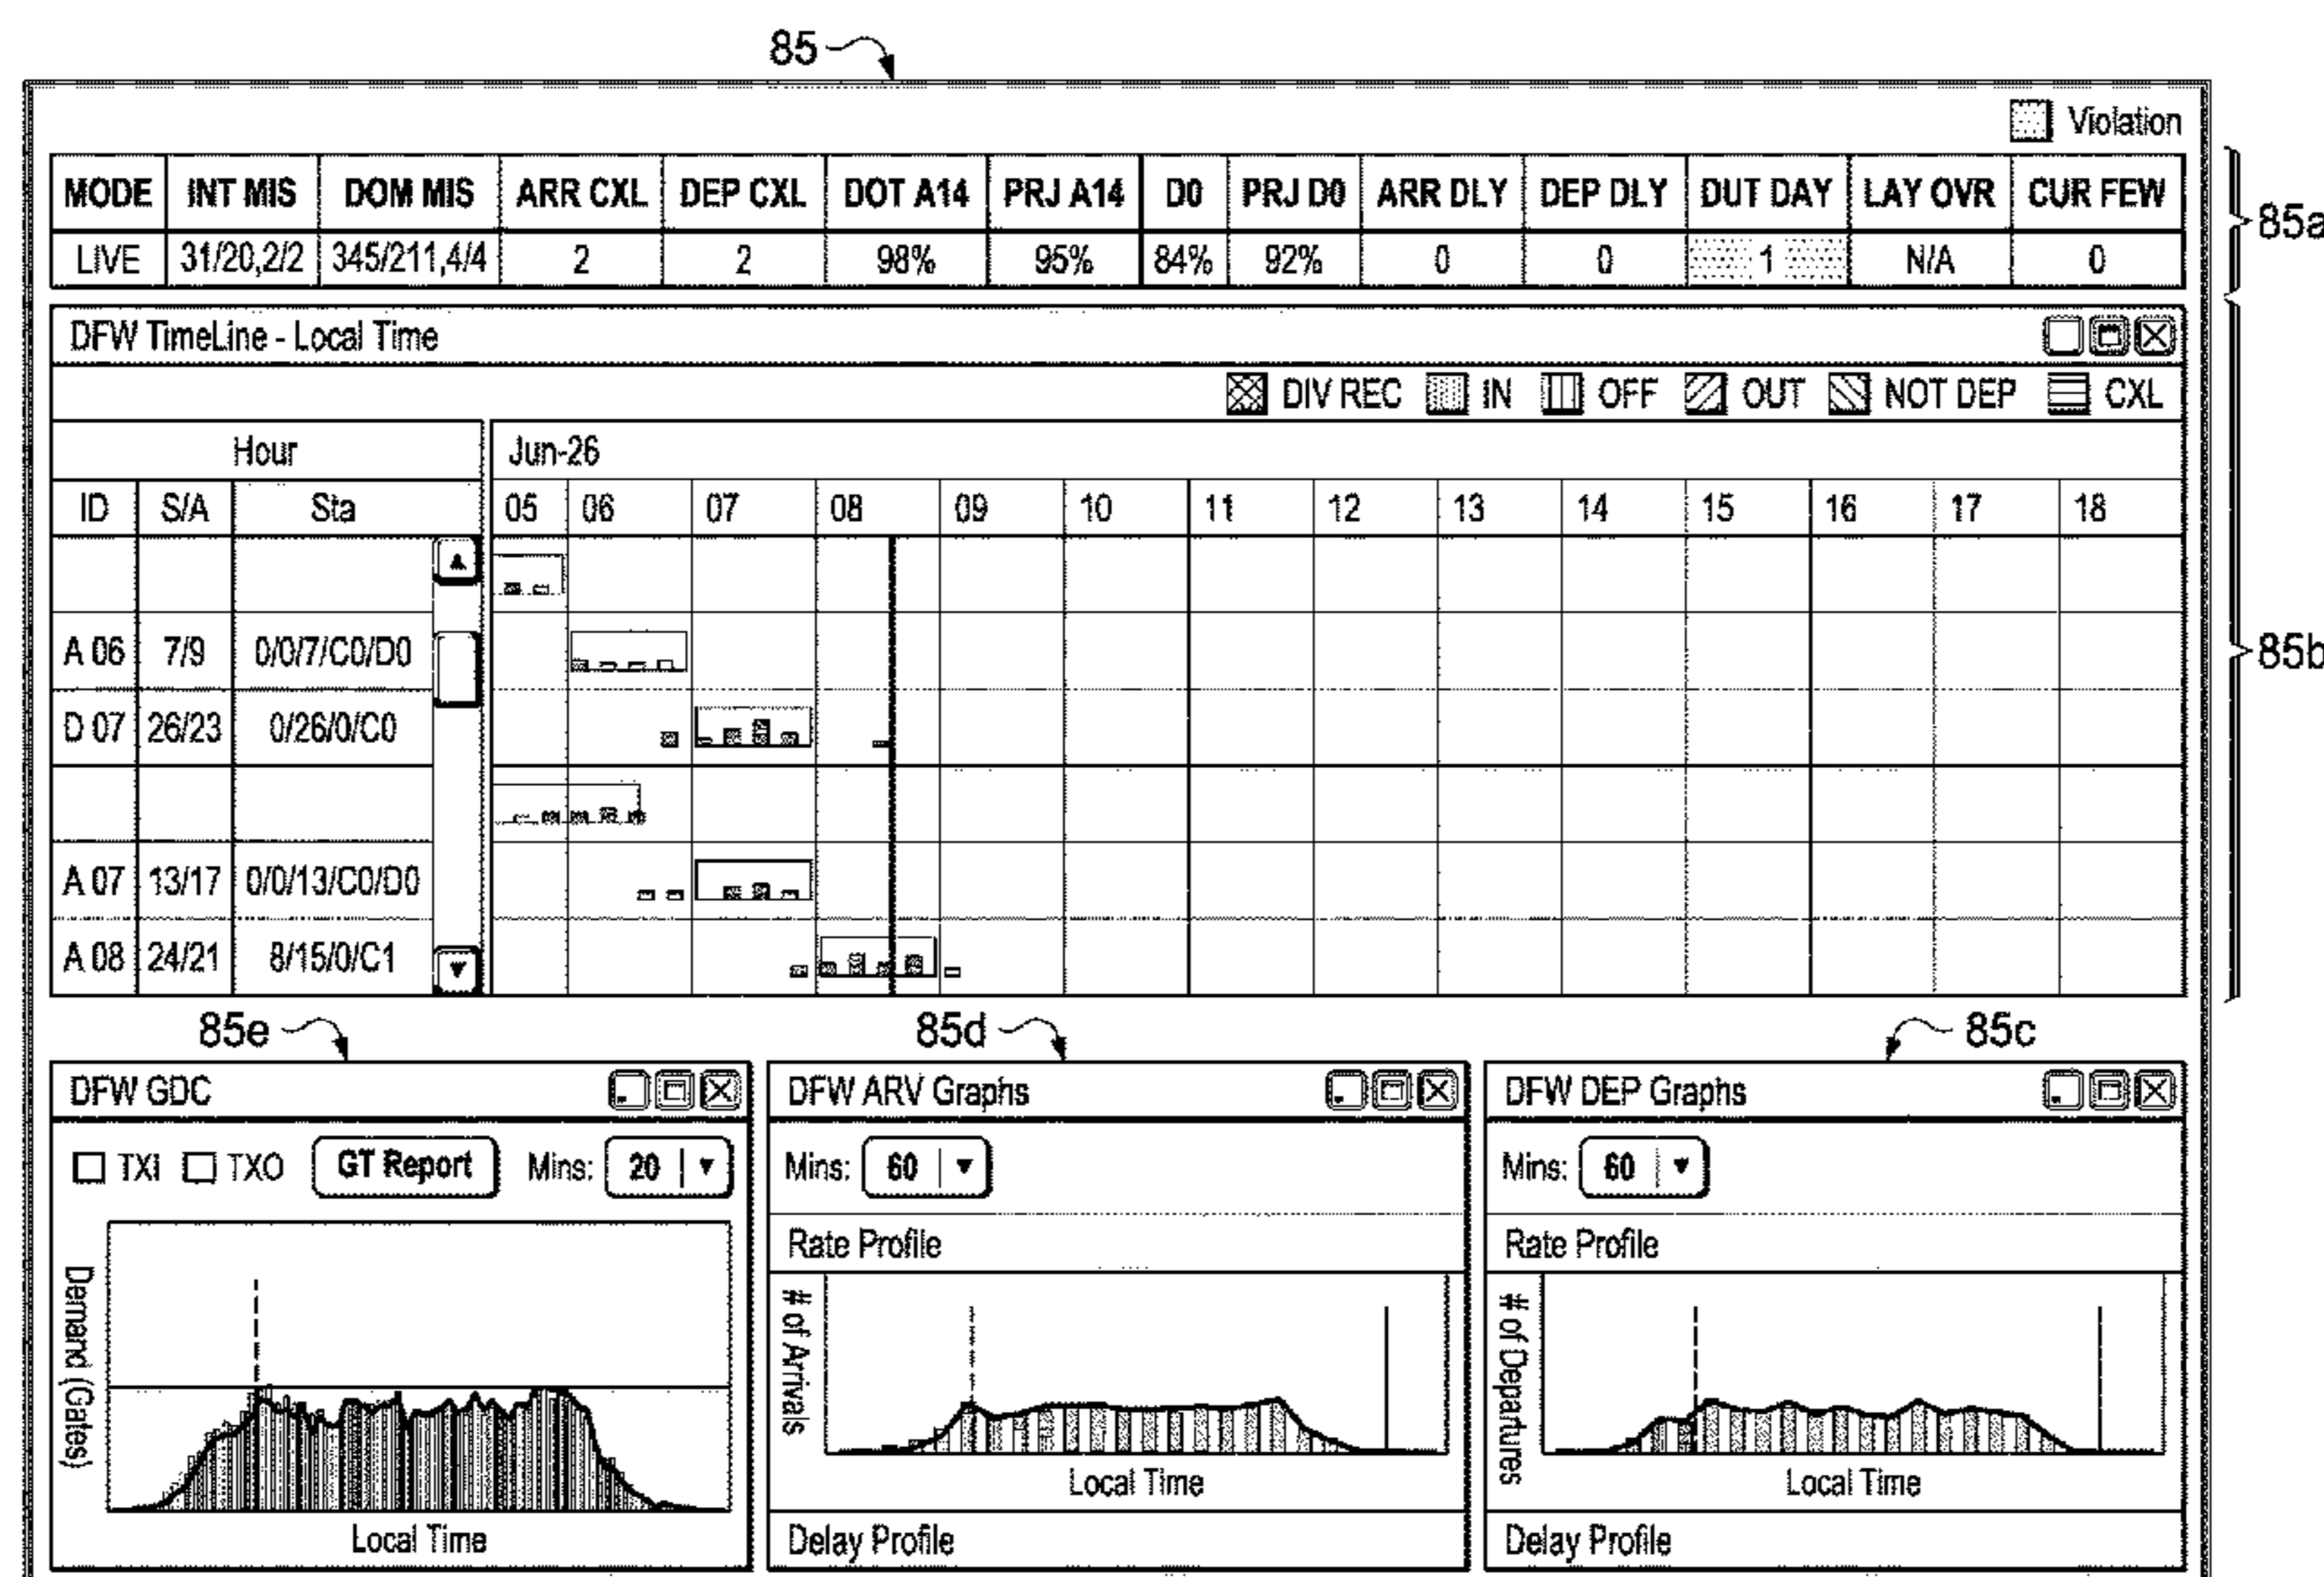 85
Violation
MODE INT MIS DOM MIS ARR CXL DEP CXL DOT A14 PRJ A14 D0 PRJ D0 ARR DLY DEP DLY DUT DAY LAY OVR CUR FEW
85a
LIVE 31/20,2/2 345/211,4/4 2 2 98% 95% 84% 92% 0 0 1 N/A 0
DFW TimeLine - Local Time
DIV REC IN OFF OUT NOT DEP CXL
Hour Jun-26
ID S/A Sta 05 06 07 08 09 10 11 12 13 14 15 16 17 18
A 06 7/9 0/0/7/C0/D0
85b
D 07 26/23 0/26/0/C0
A 07 13/17 0/0/13/C0/D0
A 08 24/21 8/15/0/C1
85e 85d 85c
DFW GDC DFW ARV Graphs DFW DEP Graphs
TXI TXO GT Report Mins: 20 Mins: 60 Mins: 60
Rate Profile Rate Profile
Demand (Gates) # of Arrivals # of Departures
Local Time Local Time
Local Time Delay Profile Delay Profile